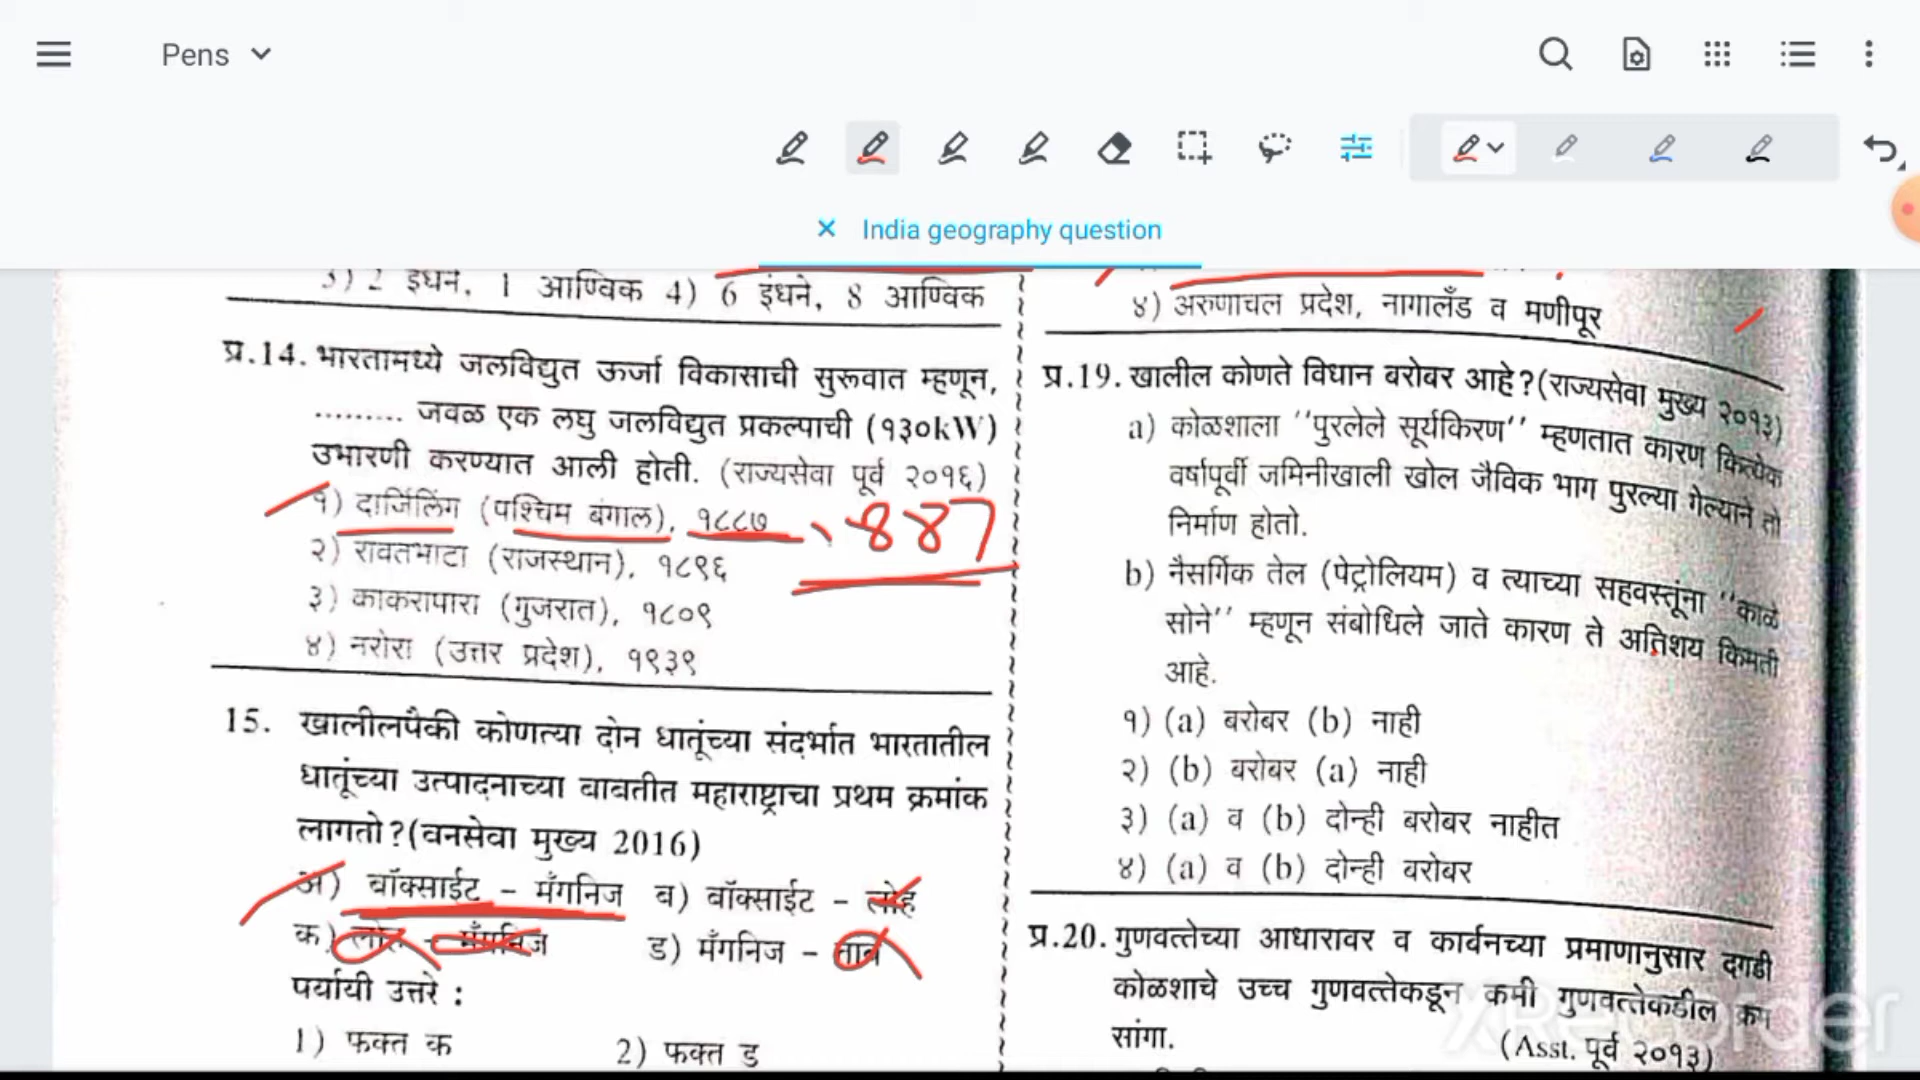 Pens
India geography question
3) 2 इंधने, 1 आण्विक 4) 6 इंधने, 8 आण्विक
प्र.14. भारतामध्ये जलविद्युत ऊर्जा विकासाची सुरूवात म्हणून,
......... जवळ एक लघु जलविद्युत प्रकल्पाची (१३०kW)
उभारणी करण्यात आली होती. (राज्यसेवा पूर्व २०१६)
१) दार्जिलिंग (पश्चिम बंगाल), १८८७ 1887
२) रावतभाटा (राजस्थान), १८९६
३) काकरापारा (गुजरात), १८०९
४) नरोरा (उत्तर प्रदेश), १९३९
15. खालीलपैकी कोणत्या दोन धातूंच्या संदर्भात भारतातील
धातूंच्या उत्पादनाच्या बाबतीत महाराष्ट्राचा प्रथम क्रमांक
लागतो?(वनसेवा मुख्य 2016)
अ) बॉक्साईट - मँगनिज ब) बॉक्साईट - लोह
क) लोह - मँगनिज ड) मँगनिज - तांबे
पर्यायी उत्तरे :
1) फक्त क 2) फक्त ड
४) अरुणाचल प्रदेश, नागालँड व मणीपूर
प्र.19. खालील कोणते विधान बरोबर आहे?(राज्यसेवा मुख्य २०१३)
a) कोळशाला ''पुरलेले सूर्यकिरण'' म्हणतात कारण कित्येक
वर्षापूर्वी जमिनीखाली खोल जैविक भाग पुरल्या गेल्याने तो
निर्माण होतो.
b) नैसर्गिक तेल (पेट्रोलियम) व त्याच्या सहवस्तूंना ''काळे
सोने'' म्हणून संबोधिले जाते कारण ते अतिशय किमती
आहे.
१) (a) बरोबर (b) नाही
२) (b) बरोबर (a) नाही
३) (a) व (b) दोन्ही बरोबर नाहीत
४) (a) व (b) दोन्ही बरोबर
प्र.20. गुणवत्तेच्या आधारावर व कार्बनच्या प्रमाणानुसार दगडी
कोळशाचे उच्च गुणवत्तेकडून कमी गुणवत्तेकडील क्रम
सांगा. (Asst. पूर्व २०१३)
XRecorder